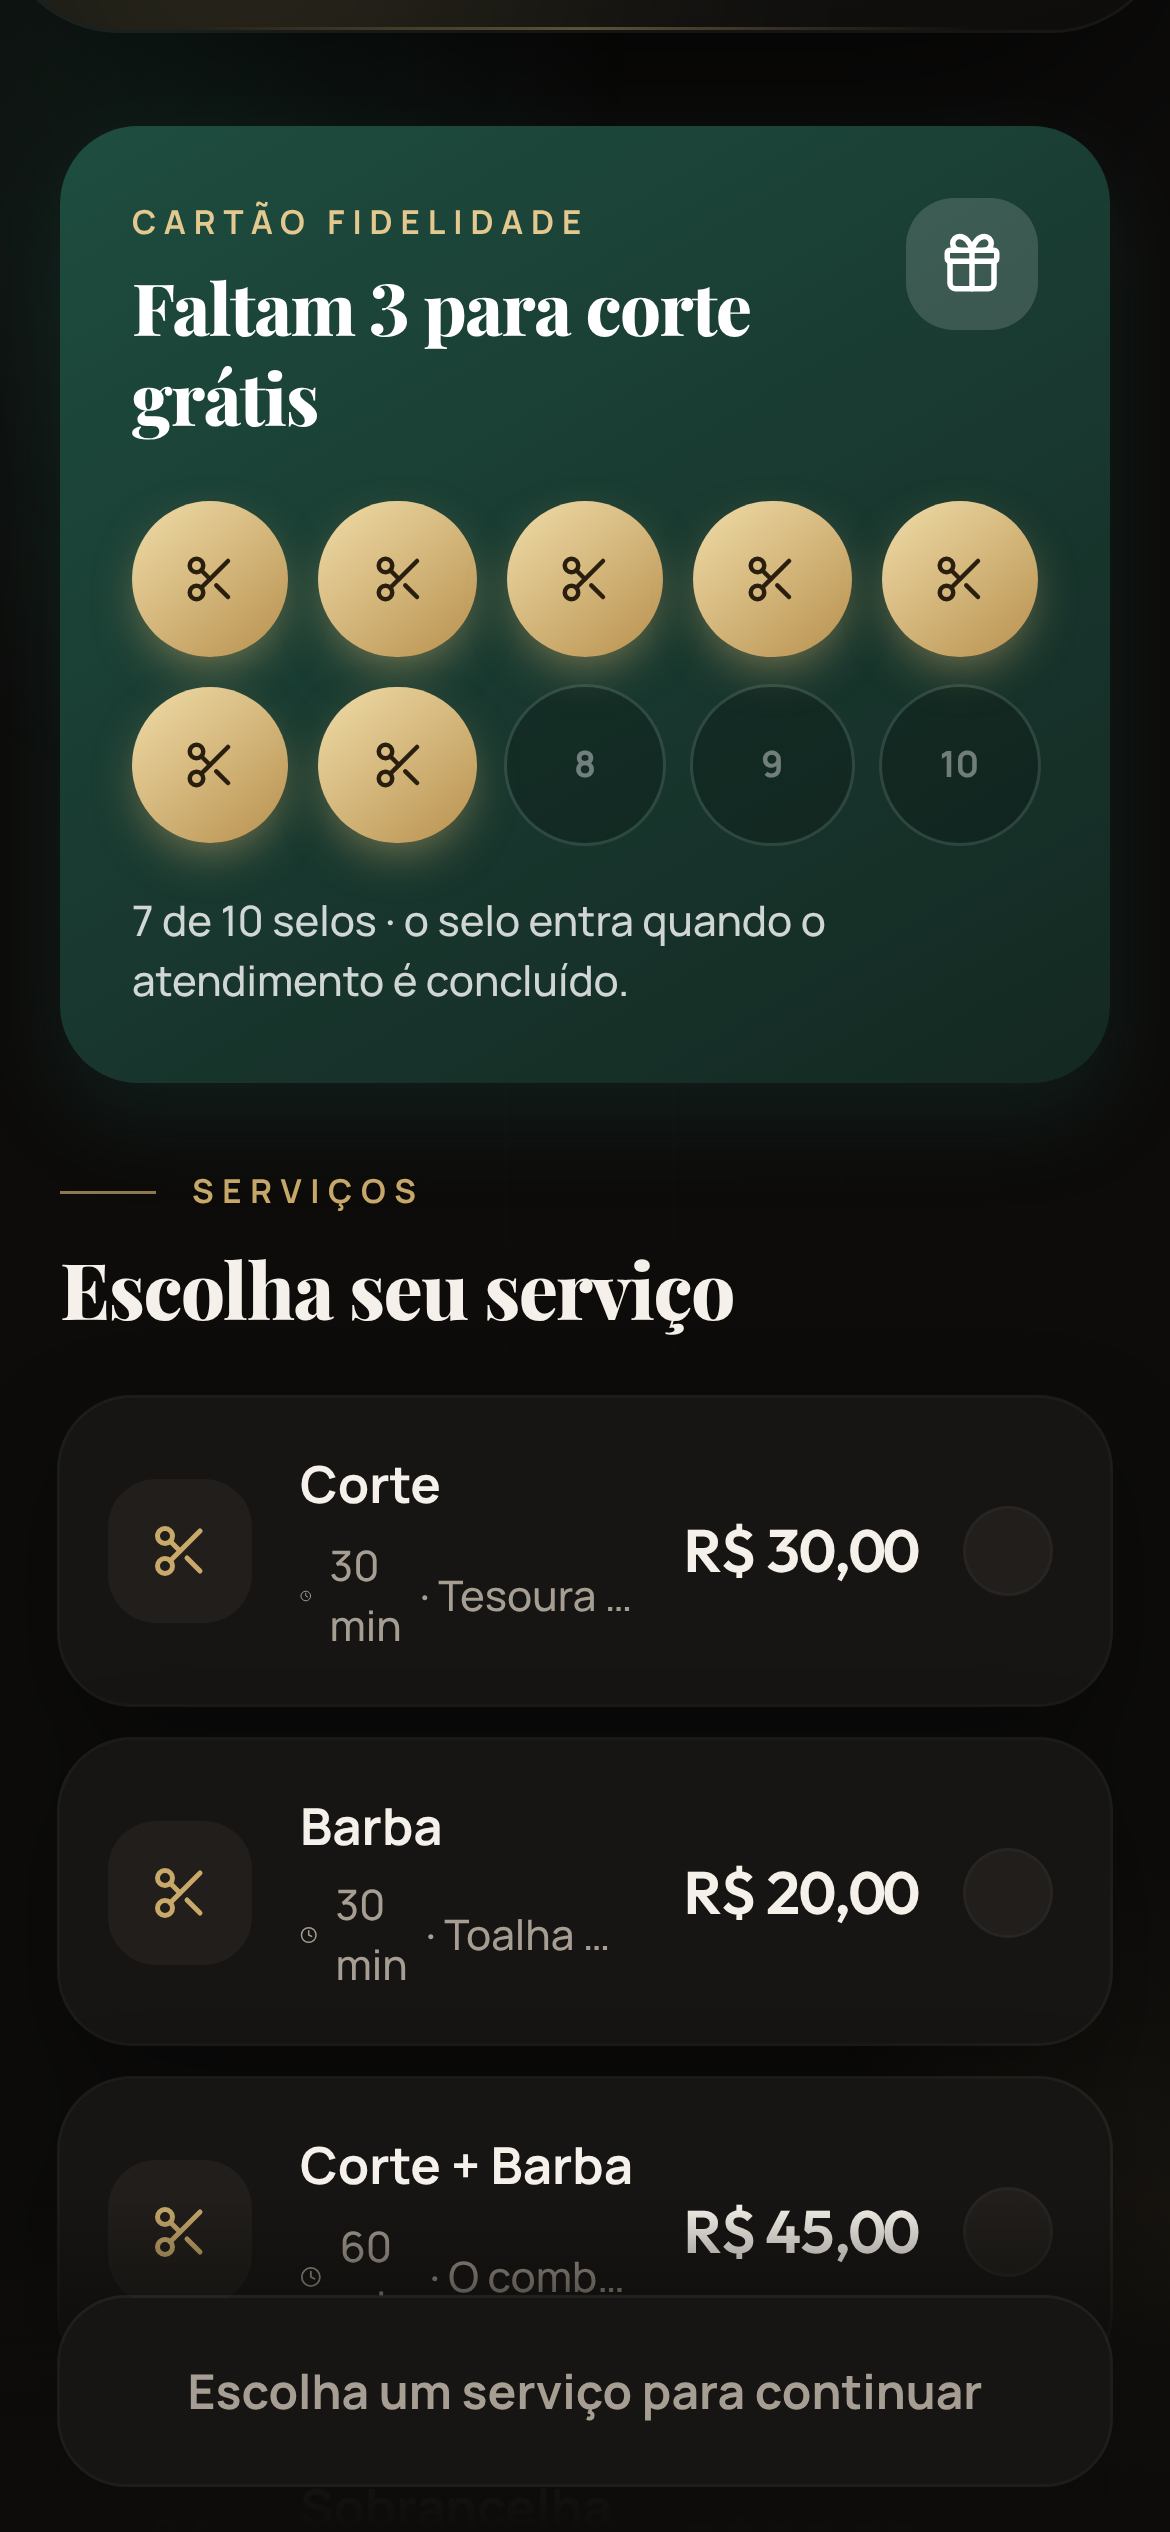 CARTÃO FIDELIDADE
Faltam 3 para corte
grátis
8 9 10
7 de 10 selos · o selo entra quando o
atendimento é concluído.
SERVIÇOS
Escolha seu serviço
Corte
30
min
· Tesoura ...
R$ 30,00
Barba
30
min
· Toalha ...
R$ 20,00
Corte + Barba
60
· O comb...
R$ 45,00
Escolha um serviço para continuar
Sobrancelha